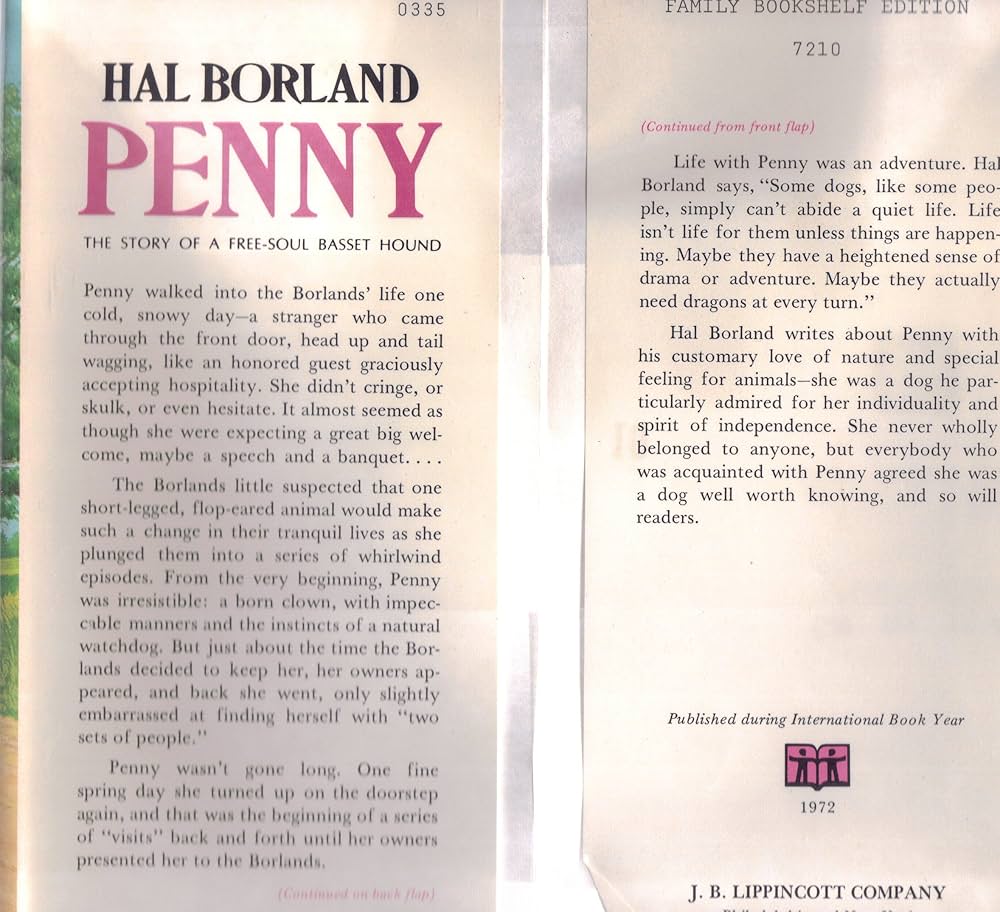 0335
HAL BORLAND
PENNY
THE STORY OF A FREE-SOUL BASSET HOUND
Penny walked into the Borlands' life one
cold, snowy day—a stranger who came
through the front door, head up and tail
wagging, like an honored guest graciously
accepting hospitality. She didn't cringe, or
skulk, or even hesitate. It almost seemed as
though she were expecting a great big wel-
come, maybe a speech and a banquet. . . .
The Borlands little suspected that one
short-legged, flop-eared animal would make
such a change in their tranquil lives as she
plunged them into a series of whirlwind
episodes. From the very beginning, Penny
was irresistible: a born clown, with impec-
cable manners and the instincts of a natural
watchdog. But just about the time the Bor-
lands decided to keep her, her owners ap-
peared, and back she went, only slightly
embarrassed at finding herself with "two
sets of people."
Penny wasn't gone long. One fine
spring day she turned up on the doorstep
again, and that was the beginning of a series
of "visits" back and forth until her owners
presented her to the Borlands.
(Continued on back flap)
FAMILY BOOKSHELF EDITION
7210
(Continued from front flap)
Life with Penny was an adventure. Hal
Borland says, "Some dogs, like some peo-
ple, simply can't abide a quiet life. Life
isn't life for them unless things are happen-
ing. Maybe they have a heightened sense of
drama or adventure. Maybe they actually
need dragons at every turn."
Hal Borland writes about Penny with
his customary love of nature and special
feeling for animals—she was a dog he par-
ticularly admired for her individuality and
spirit of independence. She never wholly
belonged to anyone, but everybody who
was acquainted with Penny agreed she was
a dog well worth knowing, and so will
readers.
Published during International Book Year
1972
J. B. LIPPINCOTT COMPANY